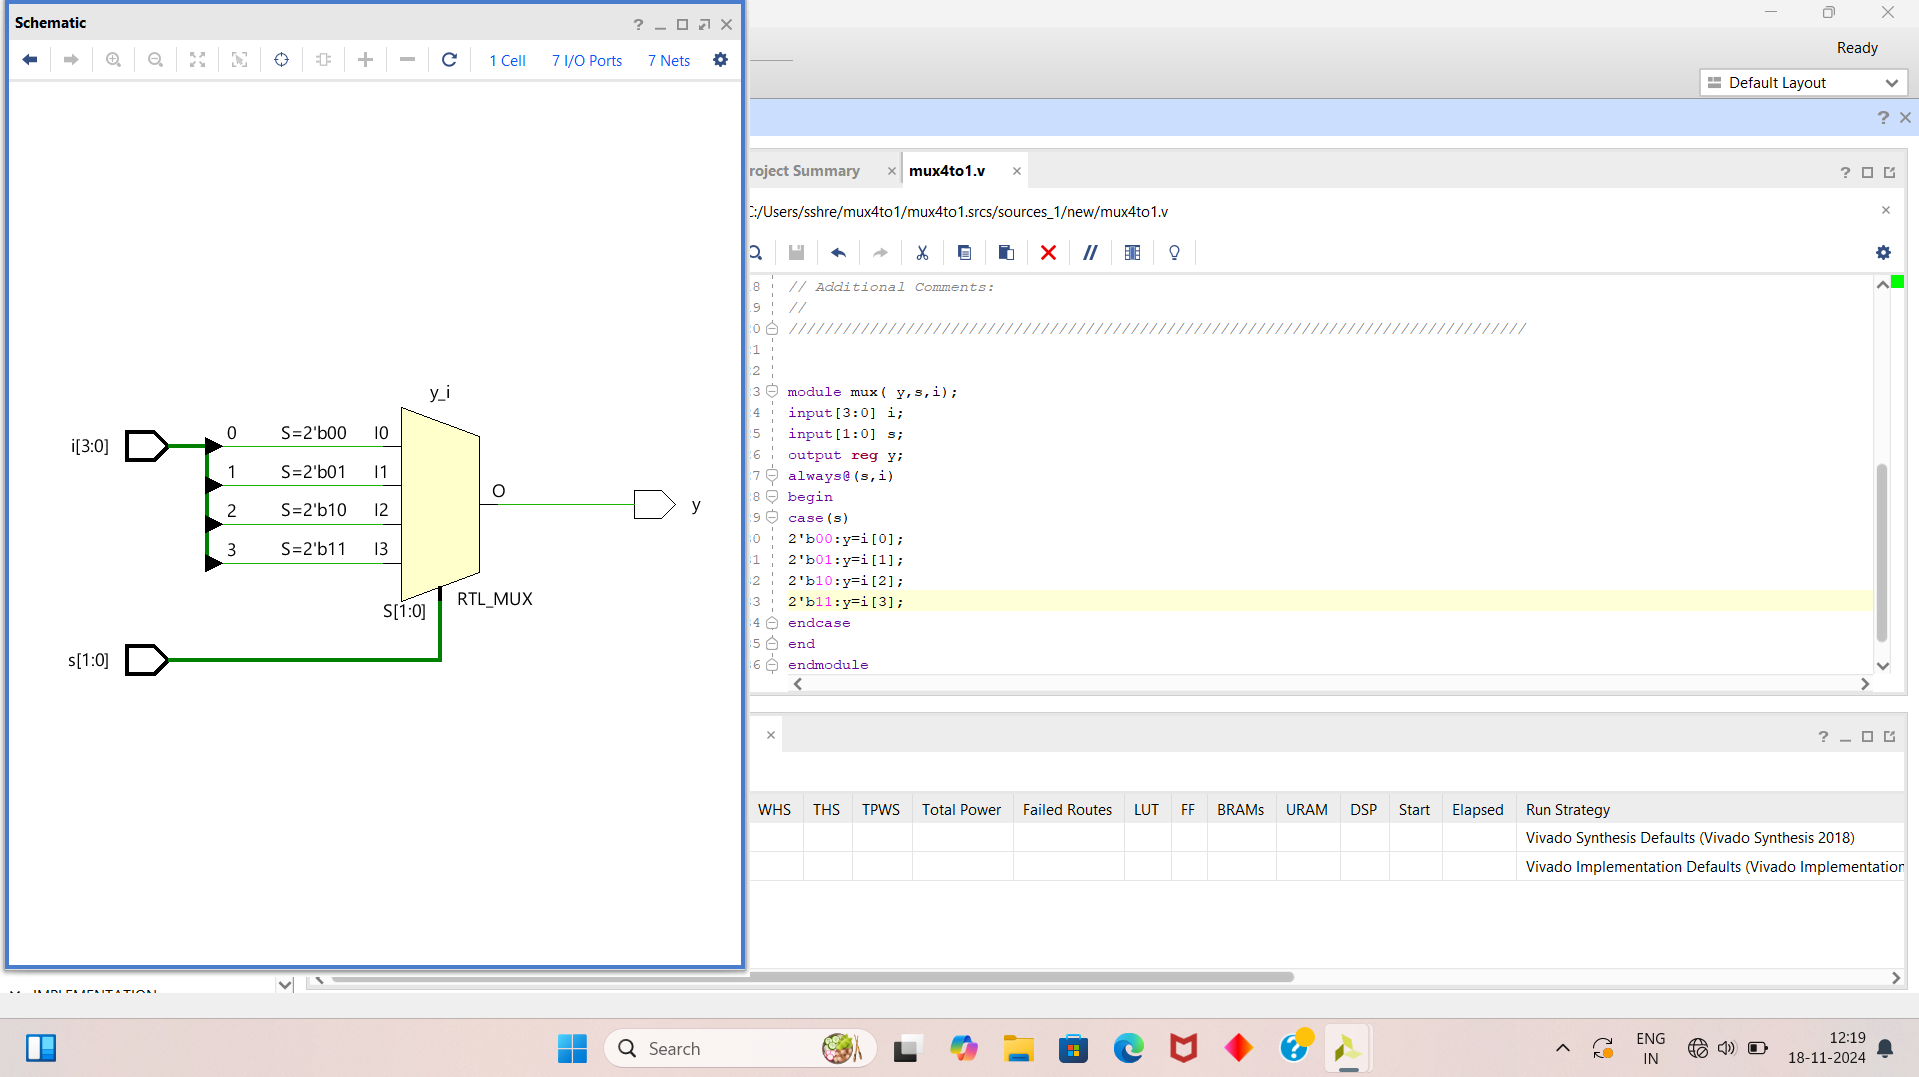 Schematic
1 Cell 7 I/O Ports 7 Nets
y_i
i[3:0]
0 S=2'b00 I0
1 S=2'b01 I1
2 S=2'b10 I2
3 S=2'b11 I3
O
y
S[1:0]
RTL_MUX
s[1:0]
Ready
Default Layout
roject Summary
mux4to1.v
C:/Users/sshre/mux4to1/mux4to1.srcs/sources_1/new/mux4to1.v
8 // Additional Comments:
9 //
0 //////////////////////////////////////////////////////////////////////////////////
1
2
3 module mux( y,s,i);
4 input[3:0] i;
5 input[1:0] s;
6 output reg y;
7 always@(s,i)
8 begin
9 case(s)
0 2'b00:y=i[0];
1 2'b01:y=i[1];
2 2'b10:y=i[2];
3 2'b11:y=i[3];
4 endcase
5 end
6 endmodule
WHS THS TPWS Total Power Failed Routes LUT FF BRAMs URAM DSP Start Elapsed Run Strategy
Vivado Synthesis Defaults (Vivado Synthesis 2018)
Vivado Implementation Defaults (Vivado Implementation
IMPLEMENTATION
Search
ENG
IN
12:19
18-11-2024